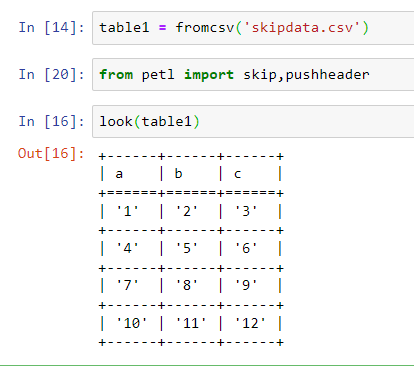 In [14]: table1 = fromcsv('skipdata.csv')
In [20]: from petl import skip,pushheader
In [16]: look(table1)
Out[16]: +------+------+------+
| a    | b    | c    |
+======+======+======+
| '1'  | '2'  | '3'  |
+------+------+------+
| '4'  | '5'  | '6'  |
+------+------+------+
| '7'  | '8'  | '9'  |
+------+------+------+
| '10' | '11' | '12' |
+------+------+------+